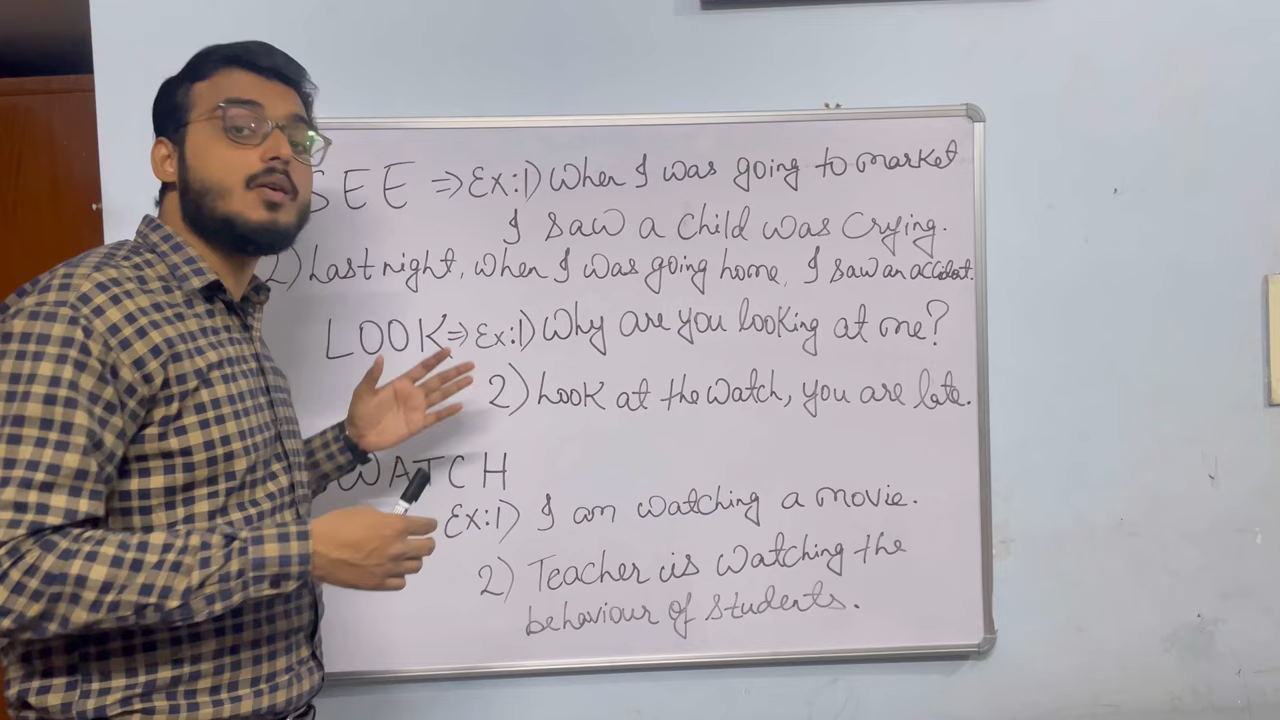 SEE ⇒ Ex:1) When I was going to market
I saw a child was crying.
2) Last night, when I was going home, I saw an accident.
LOOK ⇒ Ex:1) Why are you looking at me?
2) Look at the watch, you are late.
WATCH
Ex:1) I am watching a movie.
2) Teacher is watching the
behaviour of students.